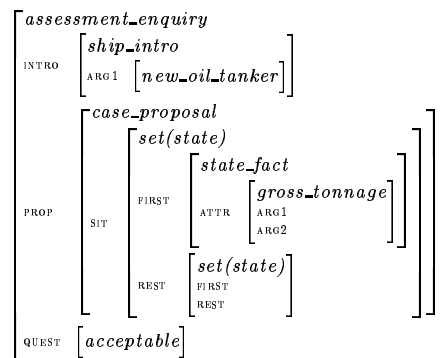 assessment_enquiry
INTRO
ship_intro
ARG1 new_oil_tanker
PROP
case_proposal
SIT
set(state)
FIRST
state_fact
ATTR
gross_tonnage
ARG1
ARG2
REST
set(state)
FIRST
REST
QUEST acceptable